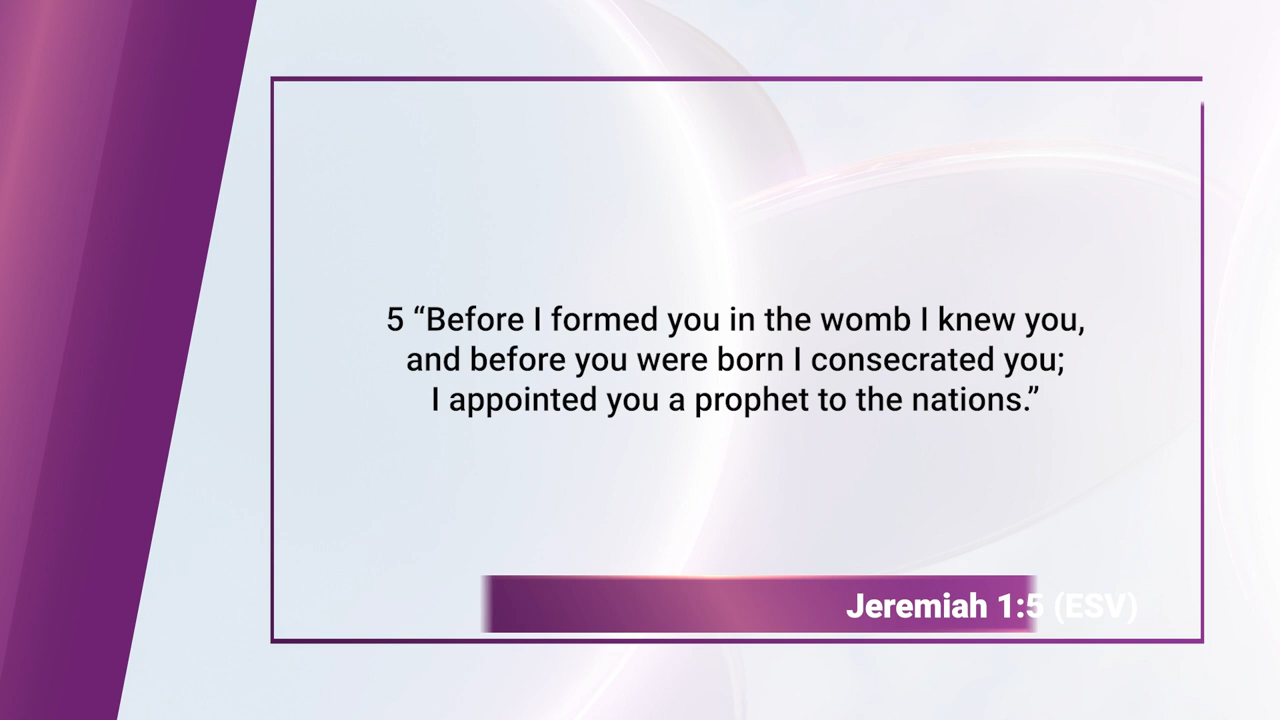 5 “Before I formed you in the womb I knew you,
and before you were born I consecrated you;
I appointed you a prophet to the nations.”
Jeremiah 1:5 (ESV)